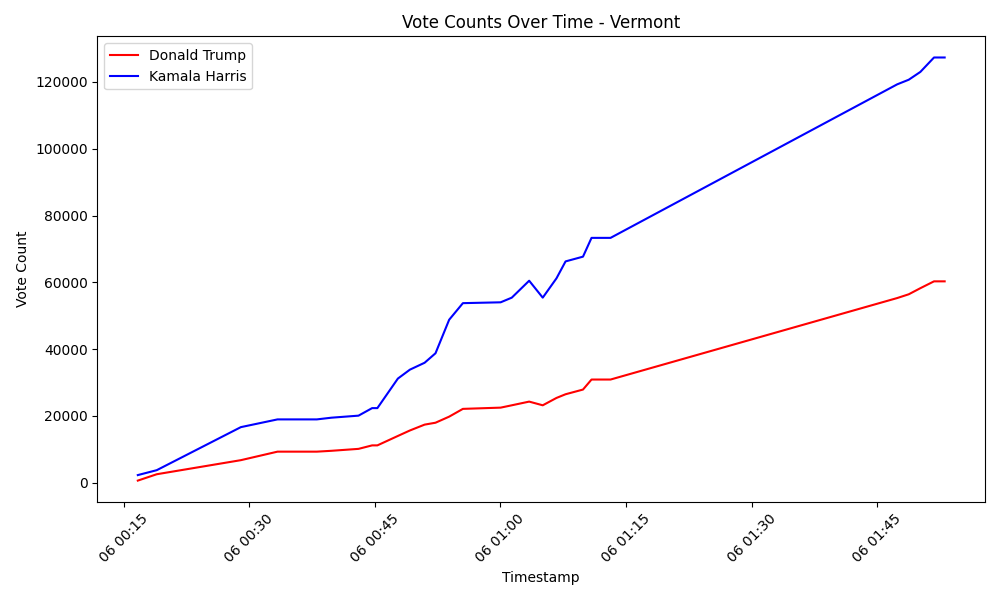 Vote Counts Over Time - Vermont
Donald Trump
Kamala Harris
Vote Count
120000
100000
80000
60000
40000
20000
0
06 00:15
06 00:30
06 00:45
06 01:00
06 01:15
06 01:30
06 01:45
Timestamp